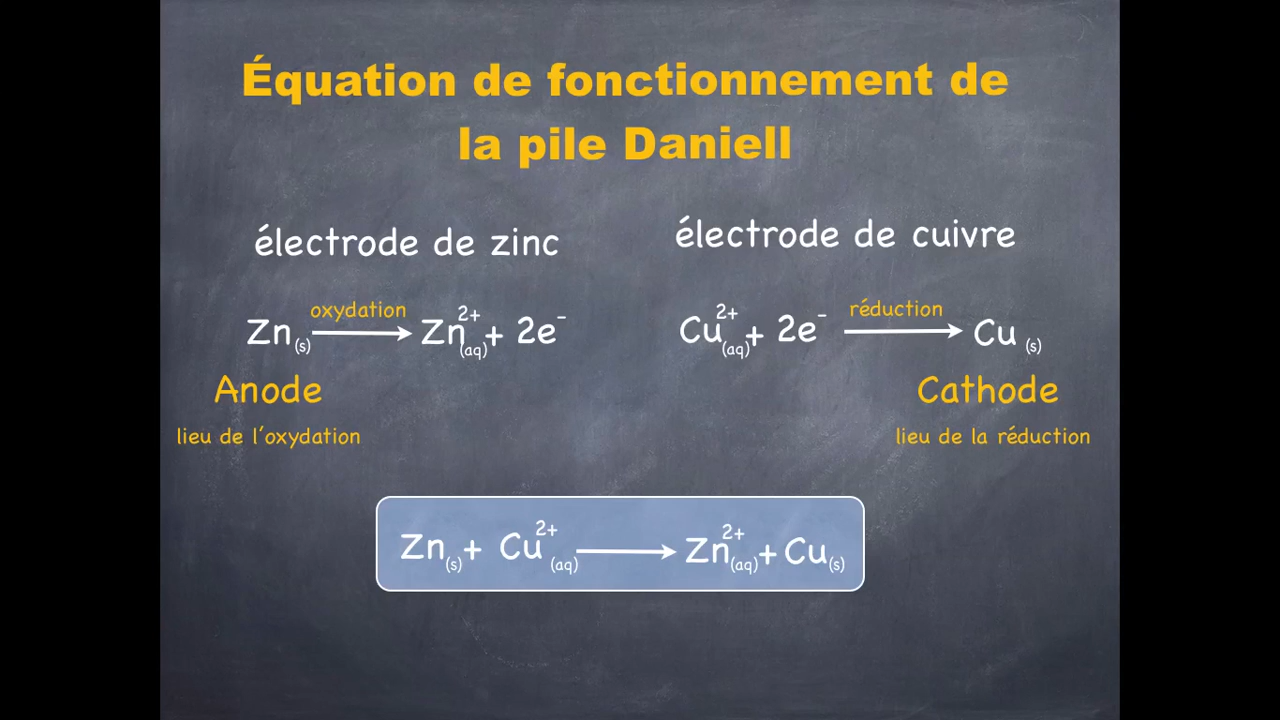 Équation de fonctionnement de
la pile Daniell
électrode de zinc
électrode de cuivre
Zn(s) oxydation → Zn²⁺(aq) + 2e⁻
Cu²⁺(aq) + 2e⁻ réduction → Cu (s)
Anode
Cathode
lieu de l'oxydation
lieu de la réduction
Zn(s) + Cu²⁺(aq) → Zn²⁺(aq) + Cu(s)